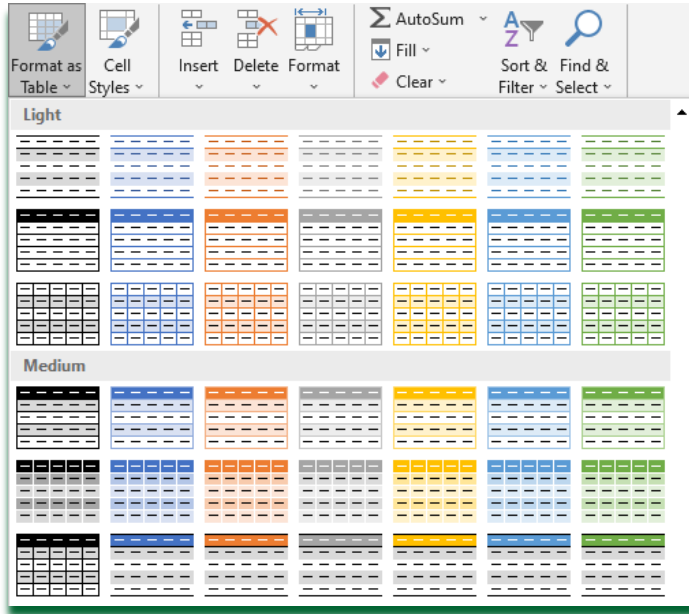 AutoSum
Fill
Clear
Format as Table
Cell Styles
Insert
Delete
Format
Sort & Filter
Find & Select
Light
Medium